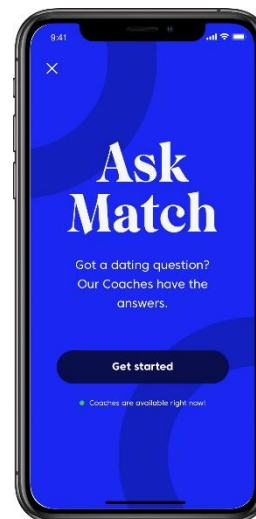 9:41
Ask
Match
Got a dating question?
Our Coaches have the
answers.
Get started
Coaches are available right now!